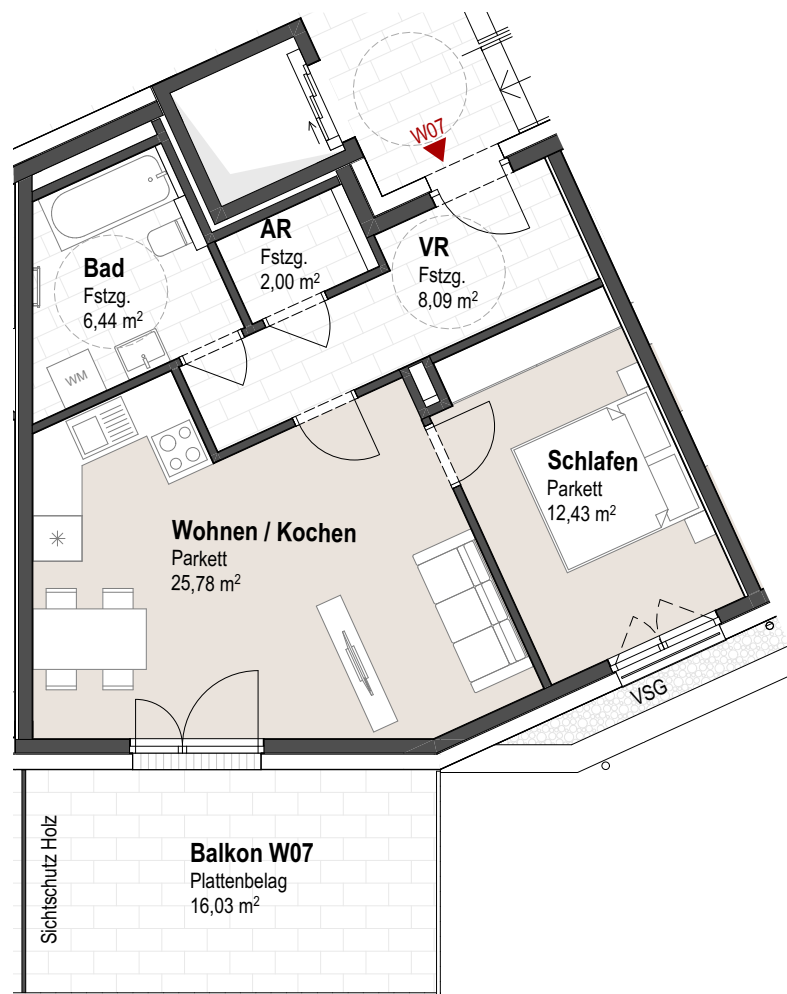 W07
AR
Fstzg.
2,00 m²
VR
Fstzg.
8,09 m²
Bad
Fstzg.
6,44 m²
WM
Schlafen
Parkett
12,43 m²
Wohnen / Kochen
Parkett
25,78 m²
VSG
Sichtschutz Holz
Balkon W07
Plattenbelag
16,03 m²